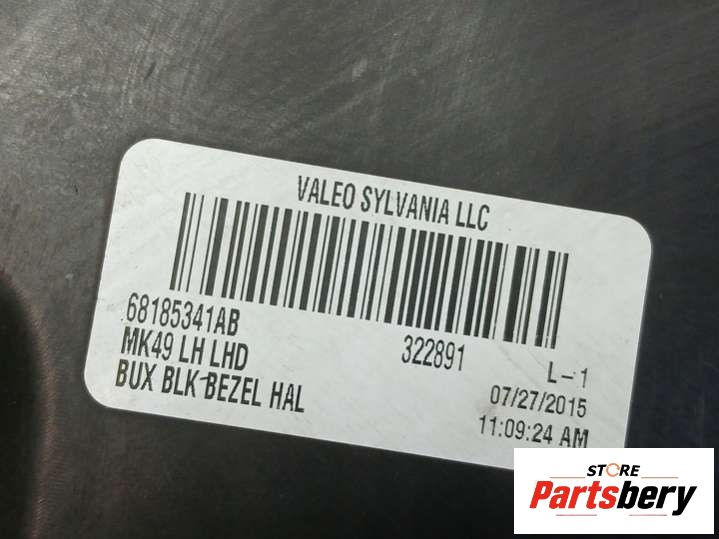 VALEO SYLVANIA LLC
68185341AB
322891
L-1
MK49 LH LHD
07/27/2015
BUX BLK BEZEL HAL
11:09:24 AM
STORE
Partsbery